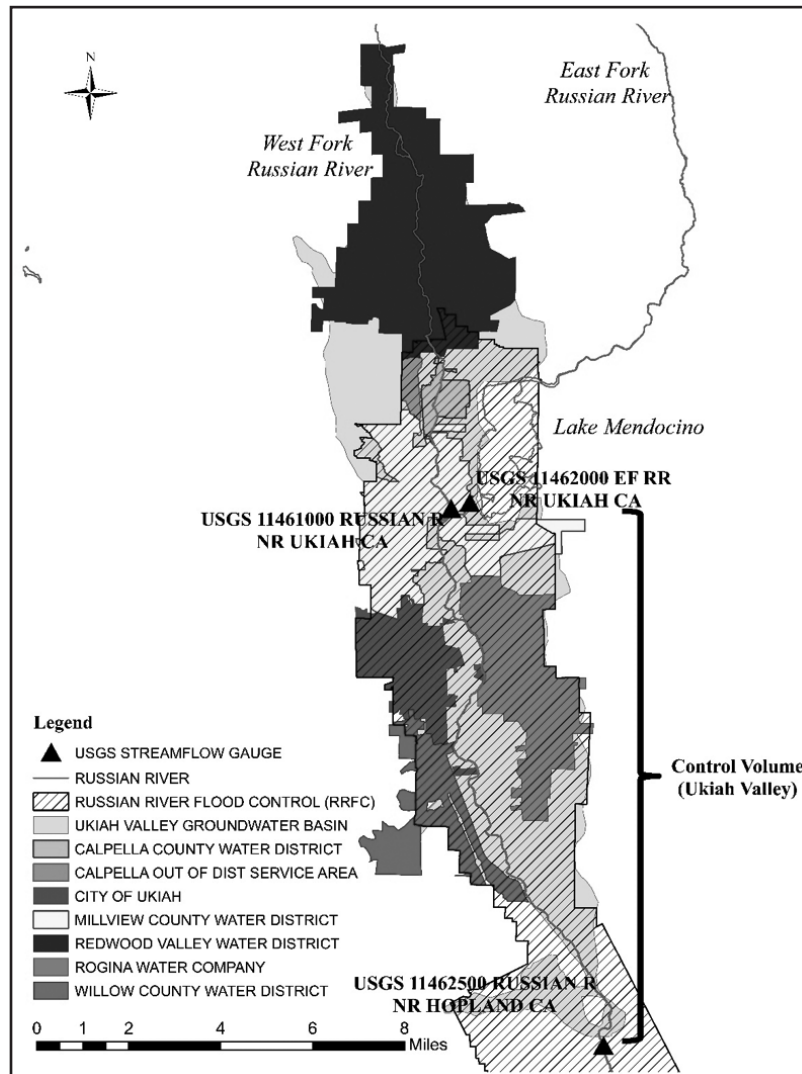 N
East Fork
Russian River
West Fork
Russian River
Lake Mendocino
USGS 11462000 EF RR
NR UKIAH CA
USGS 11461000 RUSSIAN R
NR UKIAH CA
Control Volume
(Ukiah Valley)
Legend
USGS STREAMFLOW GAUGE
RUSSIAN RIVER
RUSSIAN RIVER FLOOD CONTROL (RRFC)
UKIAH VALLEY GROUNDWATER BASIN
CALPELLA COUNTY WATER DISTRICT
CALPELLA OUT OF DIST SERVICE AREA
CITY OF UKIAH
MILLVIEW COUNTY WATER DISTRICT
REDWOOD VALLEY WATER DISTRICT
ROGINA WATER COMPANY
WILLOW COUNTY WATER DISTRICT
USGS 11462500 RUSSIAN R
NR HOPLAND CA
0 1 2 4 6 8
Miles